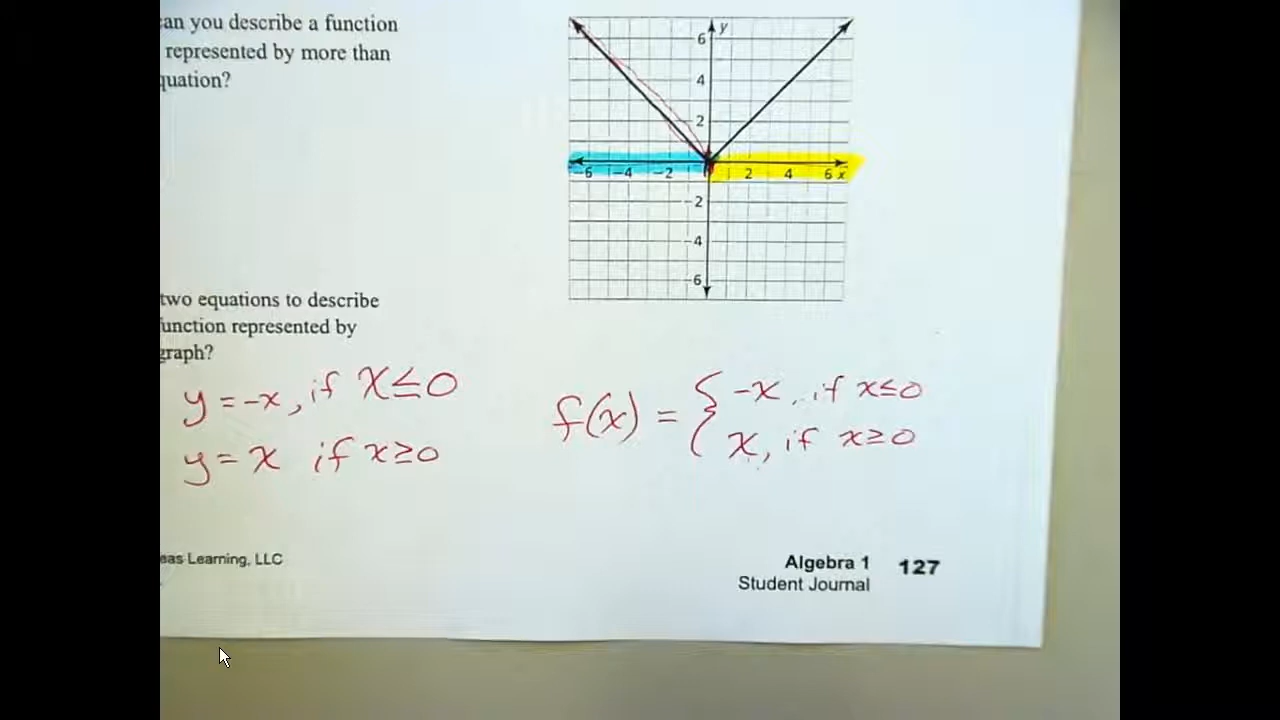 an you describe a function
represented by more than
quation?
y
6
4
2
-6 -4 -2 2 4 6 x
-2
-4
-6
two equations to describe
unction represented by
graph?
y = -x, if x ≤ 0
y = x if x ≥ 0
f(x) = { -x, if x ≤ 0
x, if x ≥ 0
eas Learning, LLC
Algebra 1 127
Student Journal